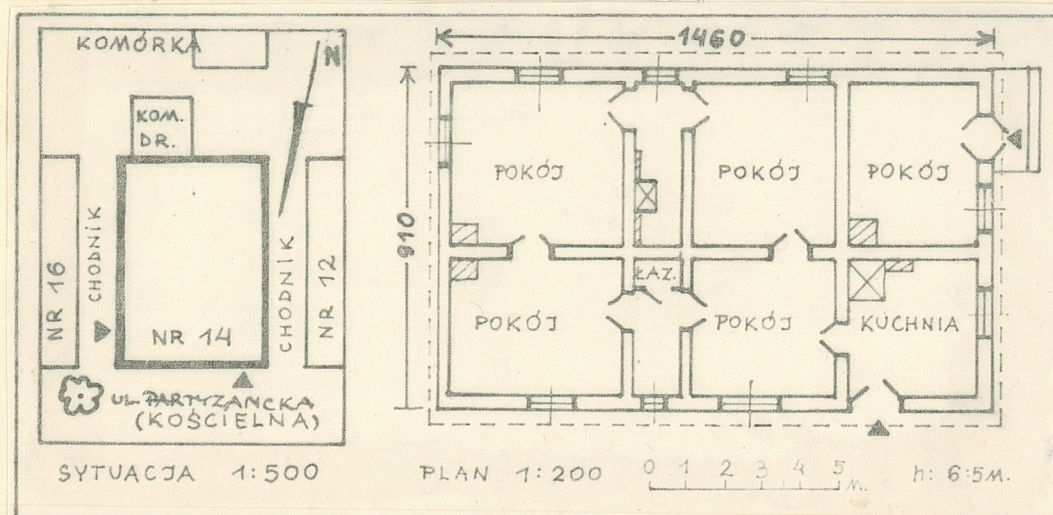 KOMÓRKA
N
KOM.
DR.
NR 16
CHODNIK
NR 14
CHODNIK
NR 12
UL. PARTYZANCKA
(KOŚCIELNA)
SYTUACJA 1:500
1460
910
POKÓJ
POKÓJ
POKÓJ
ŁAZ.
POKÓJ
POKÓJ
KUCHNIA
PLAN 1:200
0 1 2 3 4 5
m.
h: 6.5m.